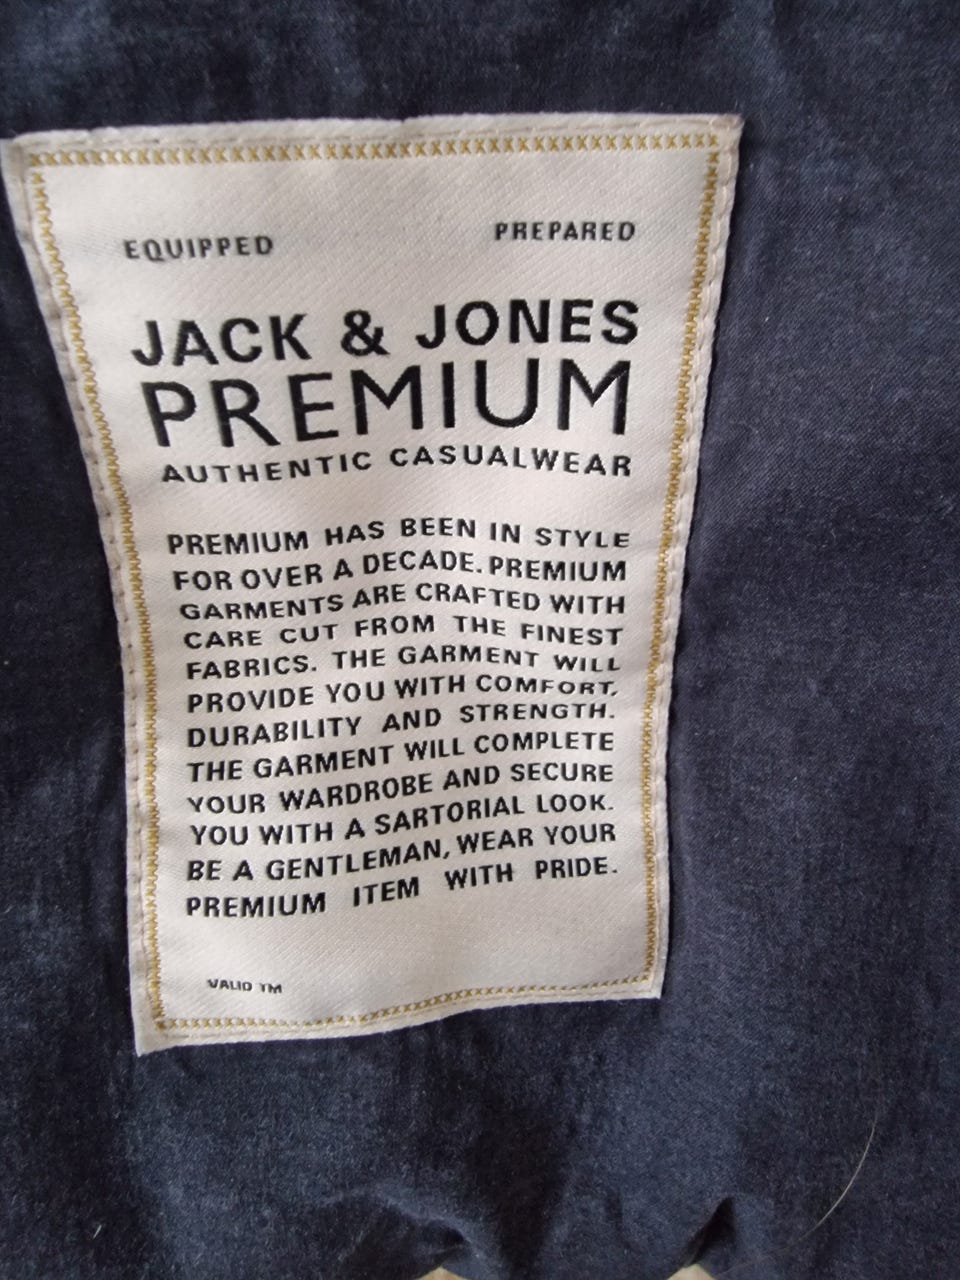 EQUIPPED PREPARED
JACK & JONES
PREMIUM
AUTHENTIC CASUALWEAR
PREMIUM HAS BEEN IN STYLE
FOR OVER A DECADE. PREMIUM
GARMENTS ARE CRAFTED WITH
CARE CUT FROM THE FINEST
FABRICS. THE GARMENT WILL
PROVIDE YOU WITH COMFORT,
DURABILITY AND STRENGTH.
THE GARMENT WILL COMPLETE
YOUR WARDROBE AND SECURE
YOU WITH A SARTORIAL LOOK.
BE A GENTLEMAN, WEAR YOUR
PREMIUM ITEM WITH PRIDE.
VALID TM